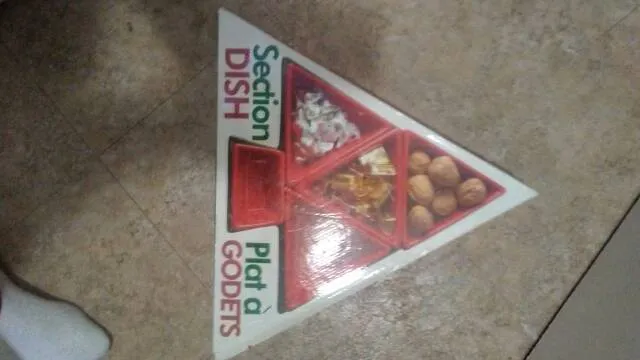 Section
DISH
Plat à
GODETS